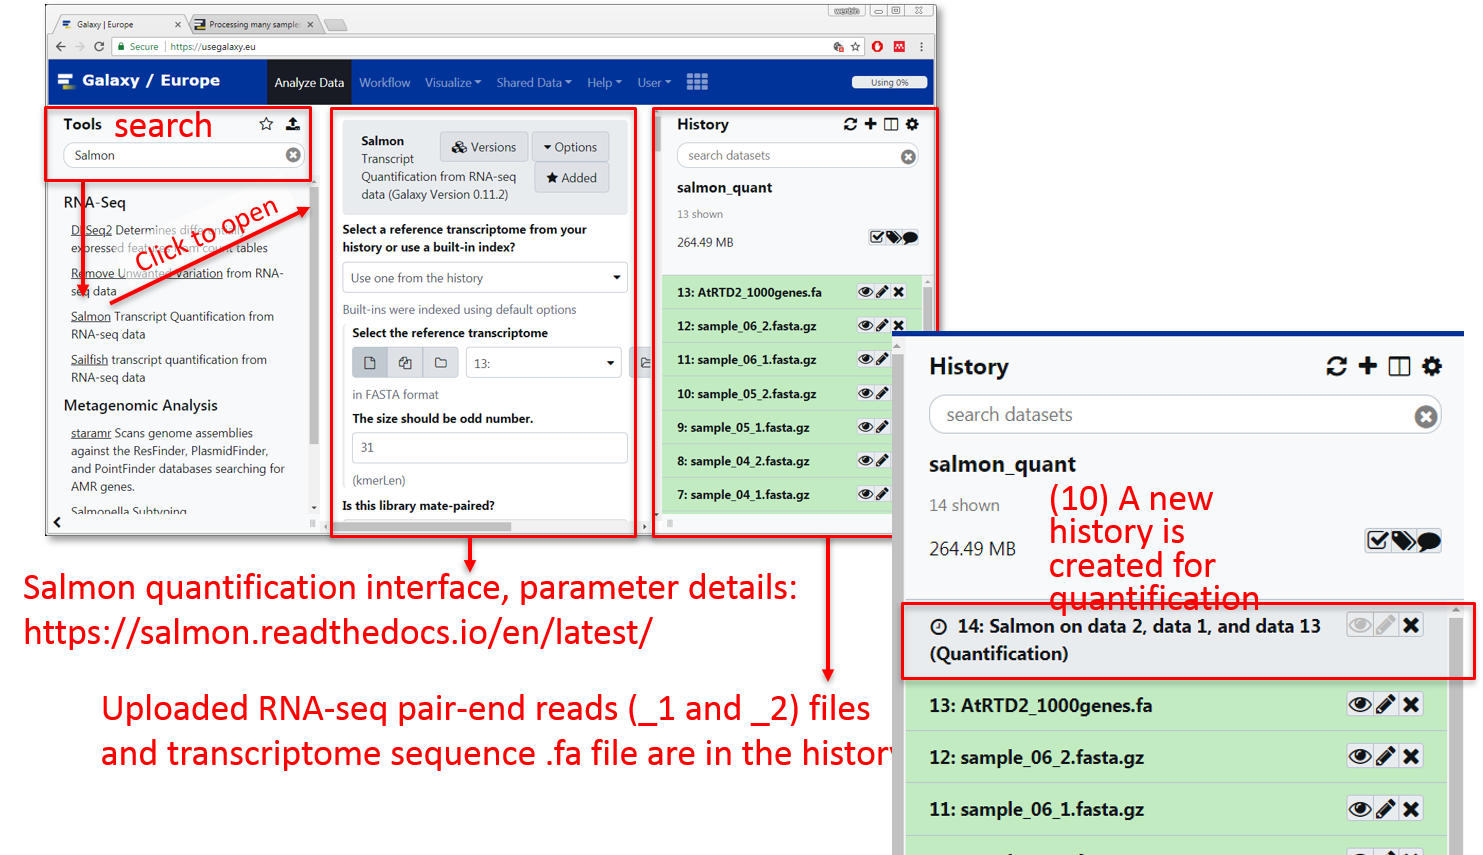 Galaxy | Europe
Processing many sample
wenbin
Secure
https://usegalaxy.eu
Galaxy / Europe
Analyze Data
Workflow
Visualize
Shared Data
Help
User
Using 0%
Tools
search
Salmon
RNA-Seq
DESeq2 Determines differentially
expressed features from count tables
Remove Unwanted Variation from RNA-
seq data
Click to open
Salmon Transcript Quantification from
RNA-seq data
Sailfish transcript quantification from
RNA-seq data
Metagenomic Analysis
staramr Scans genome assemblies
against the ResFinder, PlasmidFinder,
and PointFinder databases searching for
AMR genes.
Salmonella Subtyping
Salmon
Transcript
Quantification from RNA-seq
data (Galaxy Version 0.11.2)
Versions
Options
Added
Select a reference transcriptome from your
history or use a built-in index?
Use one from the history
Built-ins were indexed using default options
Select the reference transcriptome
13:
in FASTA format
The size should be odd number.
31
(kmerLen)
Is this library mate-paired?
History
search datasets
salmon_quant
13 shown
264.49 MB
13: AtRTD2_1000genes.fa
12: sample_06_2.fasta.gz
11: sample_06_1.fasta.gz
10: sample_05_2.fasta.gz
9: sample_05_1.fasta.gz
8: sample_04_2.fasta.gz
7: sample_04_1.fasta.gz
Salmon quantification interface, parameter details:
https://salmon.readthedocs.io/en/latest/
Uploaded RNA-seq pair-end reads (_1 and _2) files
and transcriptome sequence .fa file are in the history
History
search datasets
salmon_quant
14 shown
264.49 MB
(10) A new
history is
created for
quantification
14: Salmon on data 2, data 1, and data 13
(Quantification)
13: AtRTD2_1000genes.fa
12: sample_06_2.fasta.gz
11: sample_06_1.fasta.gz